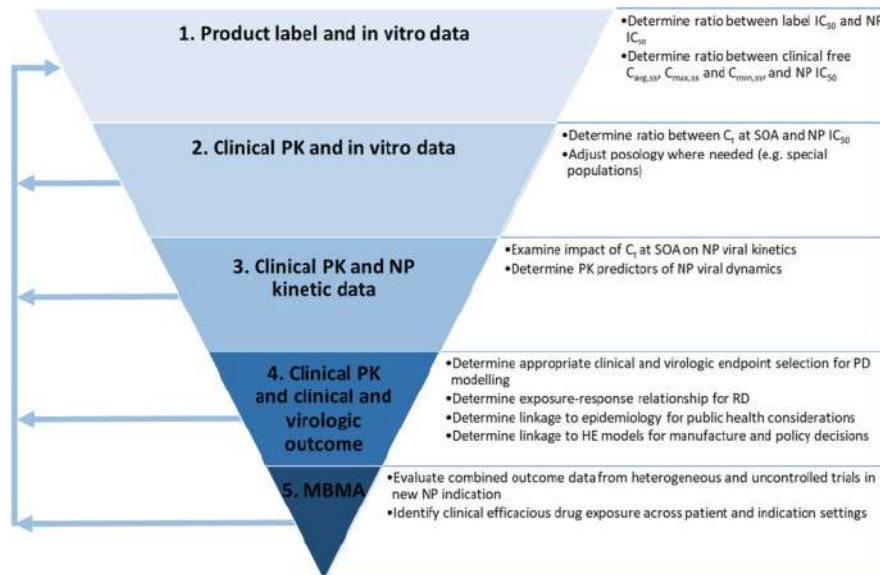 1. Product label and in vitro data
•Determine ratio between label IC50 and NP
IC50
•Determine ratio between clinical free
Carg,ss, Cmax,ss and Cmin,ss, and NP IC50
2. Clinical PK and in vitro data
•Determine ratio between Ct at SOA and NP IC50
•Adjust posology where needed (e.g. special
populations)
3. Clinical PK and NP
kinetic data
•Examine impact of Ct at SOA on NP viral kinetics
•Determine PK predictors of NP viral dynamics
4. Clinical PK
and clinical and
virologic
outcome
•Determine appropriate clinical and virologic endpoint selection for PD
modelling
•Determine exposure-response relationship for RD
•Determine linkage to epidemiology for public health considerations
•Determine linkage to HE models for manufacture and policy decisions
5. MBMA
•Evaluate combined outcome data from heterogeneous and uncontrolled trials in
new NP indication
•Identify clinical efficacious drug exposure across patient and indication settings